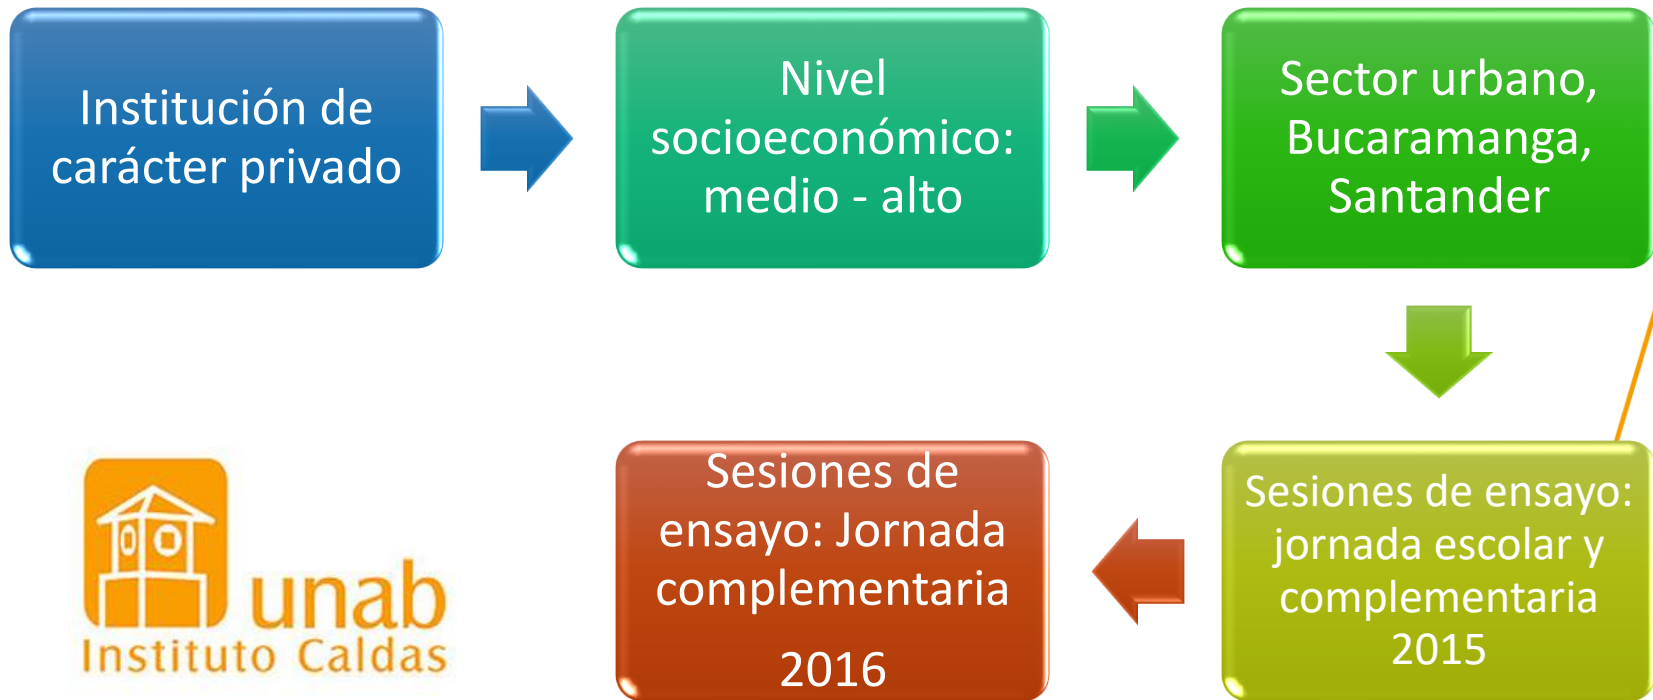 Institución de
carácter privado
Nivel
socioeconómico:
medio - alto
Sector urbano,
Bucaramanga,
Santander
Sesiones de ensayo:
jornada escolar y
complementaria
2015
Sesiones de
ensayo: Jornada
complementaria
2016
unab
Instituto Caldas